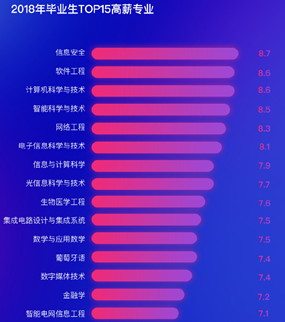 2018年毕业生TOP15高薪专业
信息安全 8.7
软件工程 8.6
计算机科学与技术 8.6
智能科学与技术 8.5
网络工程 8.3
电子信息科学与技术 8.1
信息与计算科学 7.9
光信息科学与技术 7.7
生物医学工程 7.6
集成电路设计与集成系统 7.5
数学与应用数学 7.5
葡萄牙语 7.4
数字媒体技术 7.4
金融学 7.2
智能电网信息工程 7.1